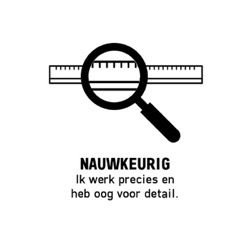 NAUWKEURIG
Ik werk precies en
heb oog voor detail.